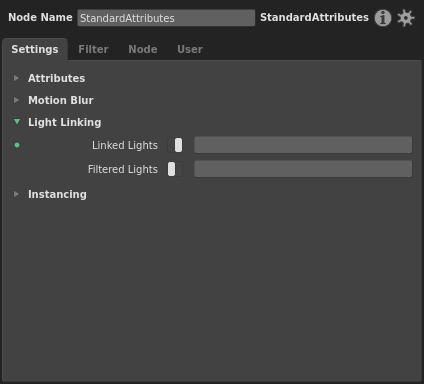 Node Name StandardAttributes StandardAttributes
Settings Filter Node User
Attributes
Motion Blur
Light Linking
Linked Lights
Filtered Lights
Instancing